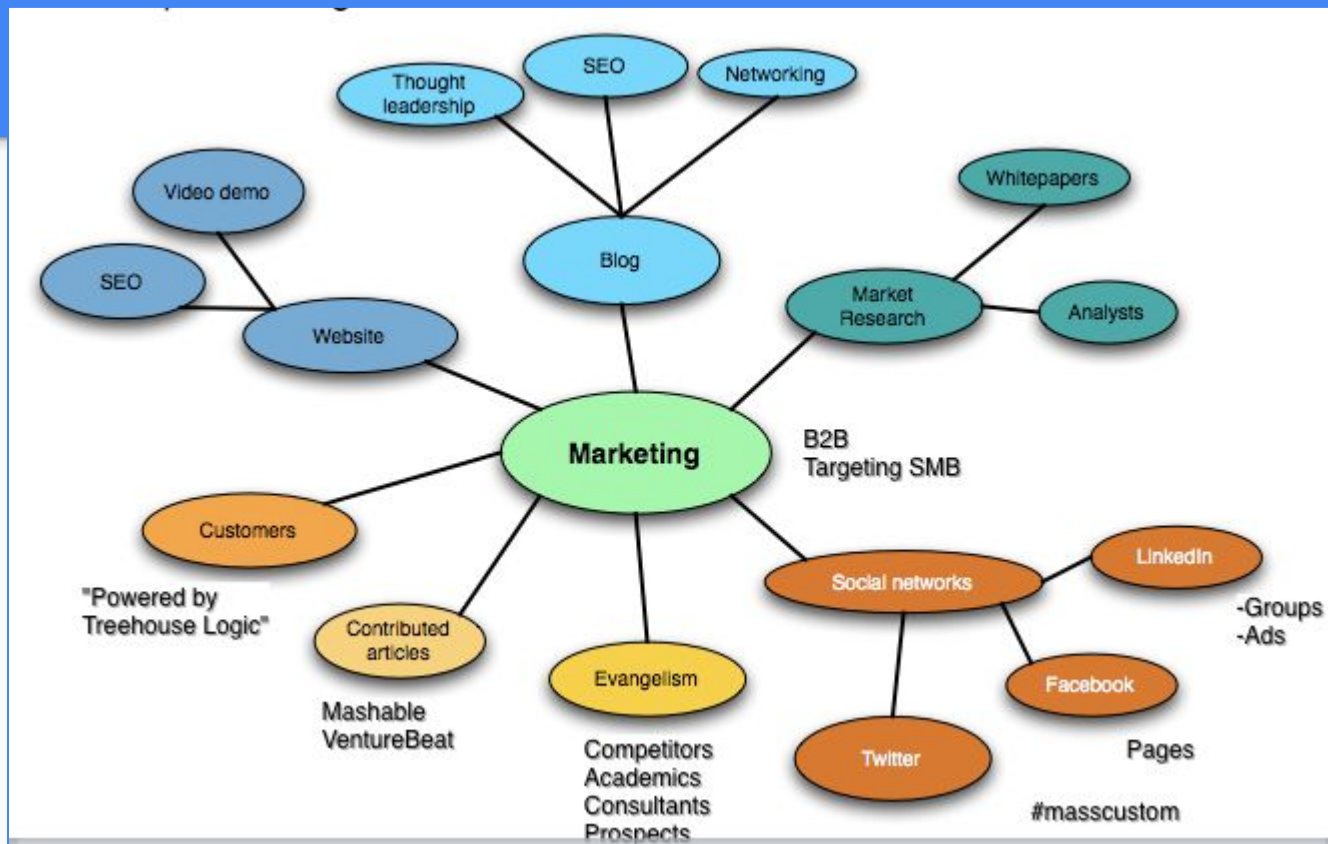 Thought
leadership
SEO
Networking
Video demo
SEO
Website
Blog
Whitepapers
Market
Research
Analysts
Marketing
B2B
Targeting SMB
Customers
"Powered by
Treehouse Logic"
Contributed
articles
Mashable
VentureBeat
Evangelism
Competitors
Academics
Consultants
Prospects
Social networks
LinkedIn
-Groups
-Ads
Facebook
Pages
Twitter
#masscustom